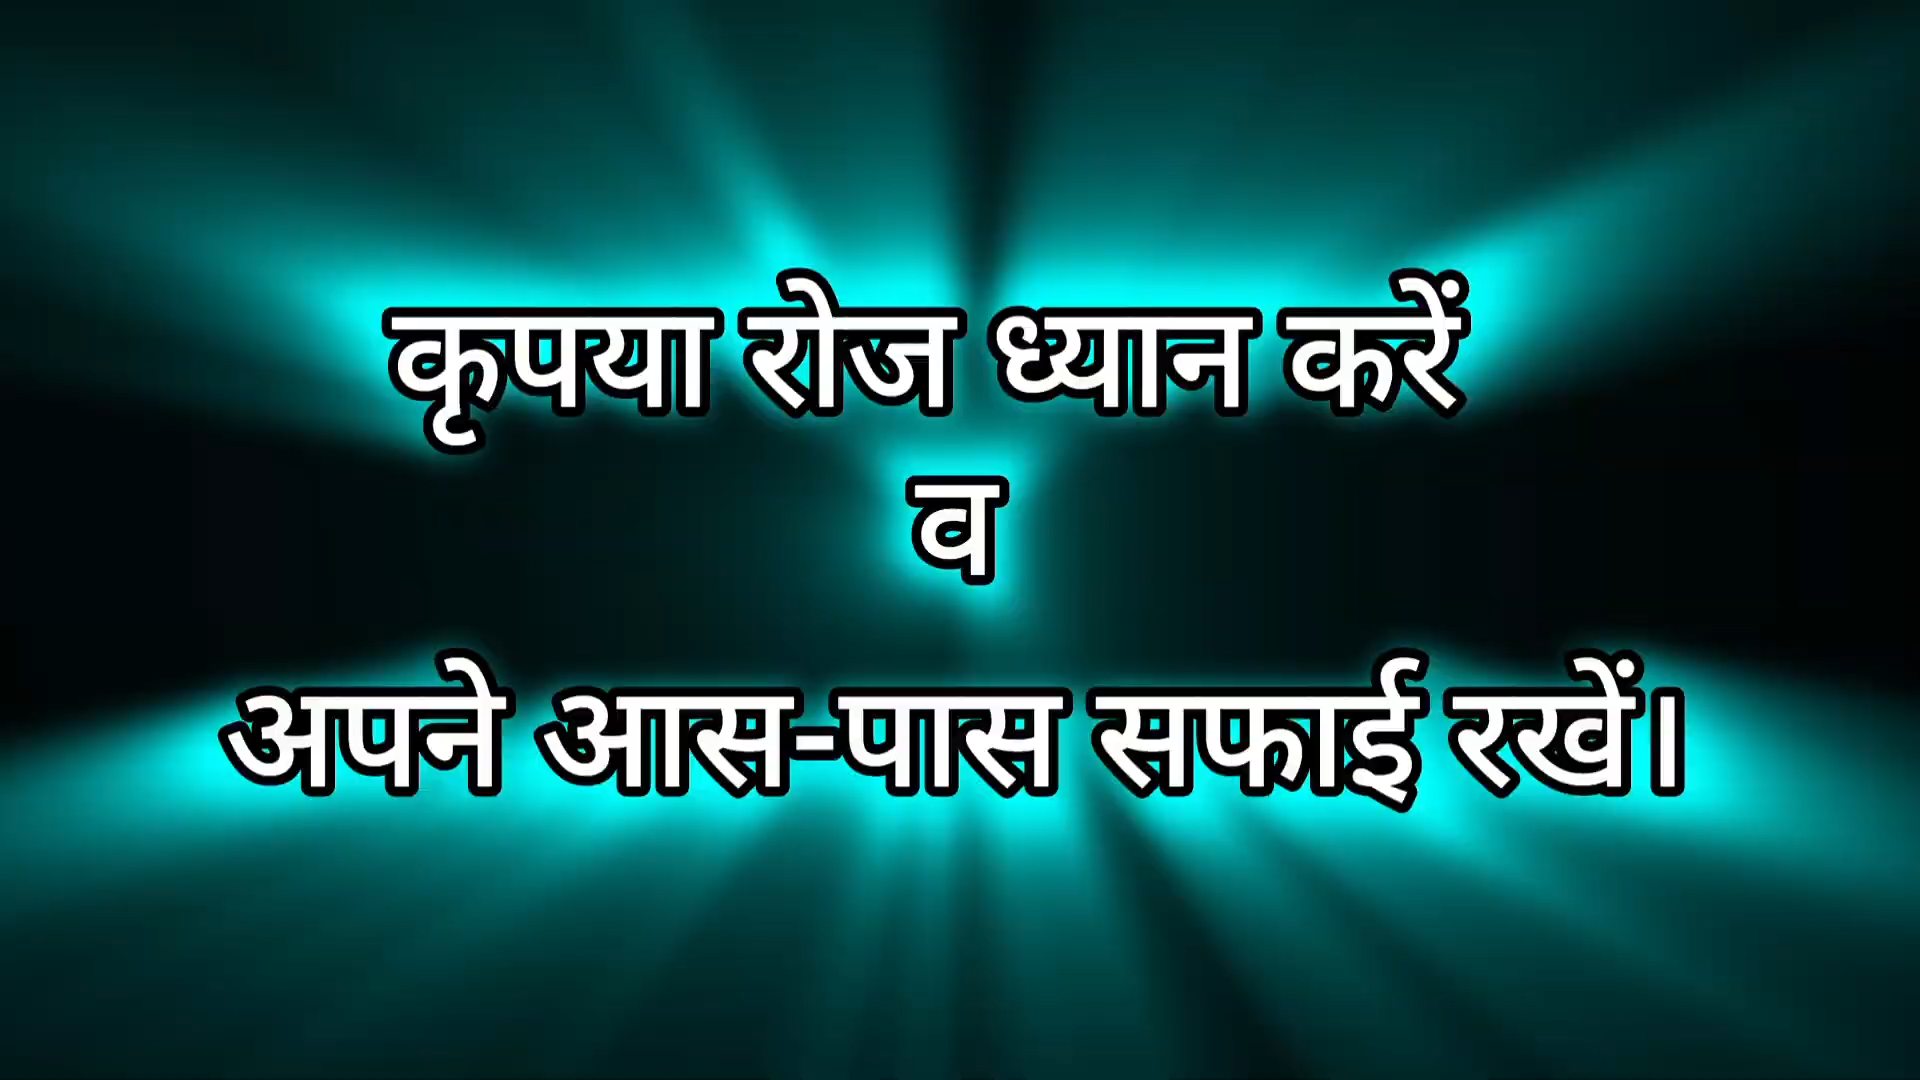 कृपया रोज ध्यान करें
व
अपने आस-पास सफाई रखें।